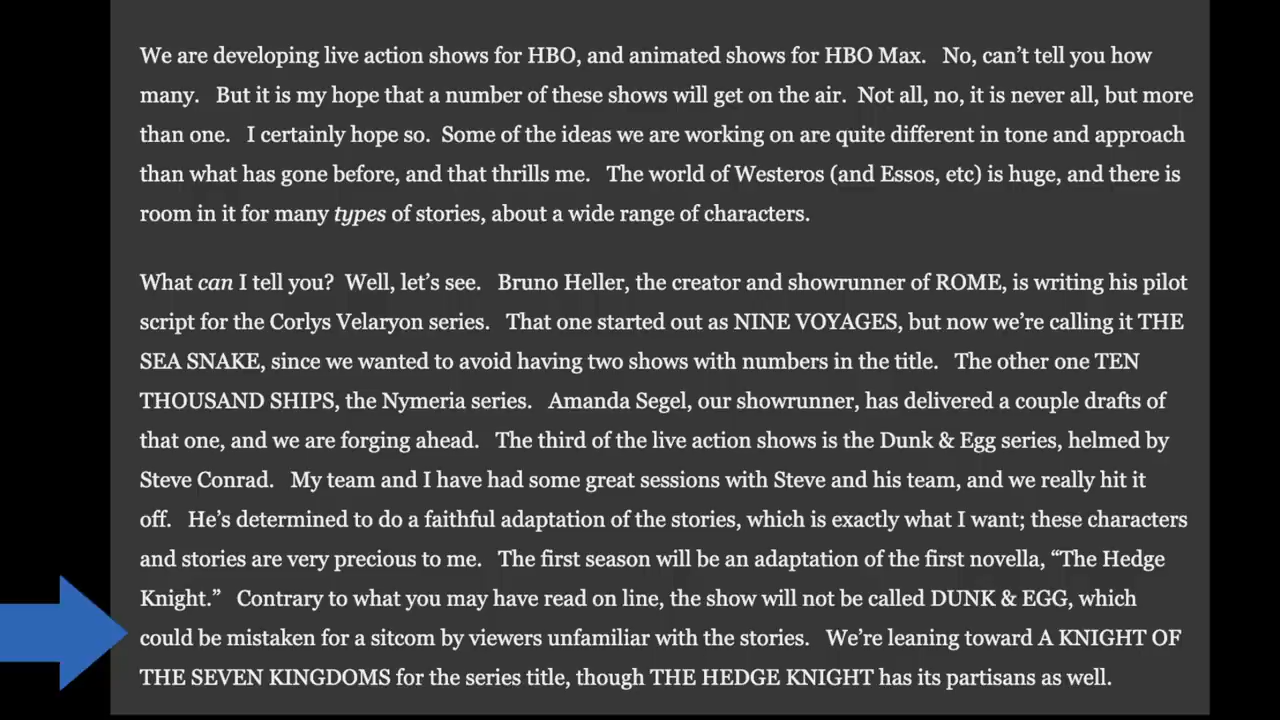 We are developing live action shows for HBO, and animated shows for HBO Max. No, can’t tell you how
many. But it is my hope that a number of these shows will get on the air. Not all, no, it is never all, but more
than one. I certainly hope so. Some of the ideas we are working on are quite different in tone and approach
than what has gone before, and that thrills me. The world of Westeros (and Essos, etc) is huge, and there is
room in it for many types of stories, about a wide range of characters.
What can I tell you? Well, let’s see. Bruno Heller, the creator and showrunner of ROME, is writing his pilot
script for the Corlys Velaryon series. That one started out as NINE VOYAGES, but now we’re calling it THE
SEA SNAKE, since we wanted to avoid having two shows with numbers in the title. The other one TEN
THOUSAND SHIPS, the Nymeria series. Amanda Segel, our showrunner, has delivered a couple drafts of
that one, and we are forging ahead. The third of the live action shows is the Dunk & Egg series, helmed by
Steve Conrad. My team and I have had some great sessions with Steve and his team, and we really hit it
off. He’s determined to do a faithful adaptation of the stories, which is exactly what I want; these characters
and stories are very precious to me. The first season will be an adaptation of the first novella, “The Hedge
Knight.” Contrary to what you may have read on line, the show will not be called DUNK & EGG, which
could be mistaken for a sitcom by viewers unfamiliar with the stories. We’re leaning toward A KNIGHT OF
THE SEVEN KINGDOMS for the series title, though THE HEDGE KNIGHT has its partisans as well.